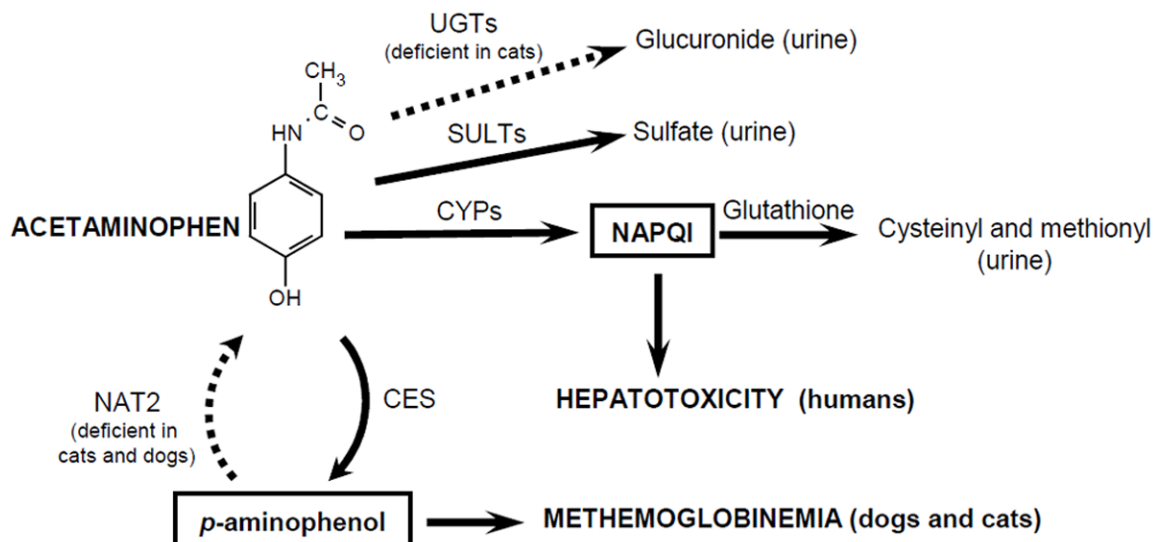 UGTs
(deficient in cats)
Glucuronide (urine)
CH3
C
HN
O
SULTs
Sulfate (urine)
ACETAMINOPHEN
CYPs
NAPQI
Glutathione
Cysteinyl and methionyl
(urine)
OH
NAT2
(deficient in
cats and dogs)
CES
HEPATOTOXICITY (humans)
p-aminophenol
METHEMOGLOBINEMIA (dogs and cats)